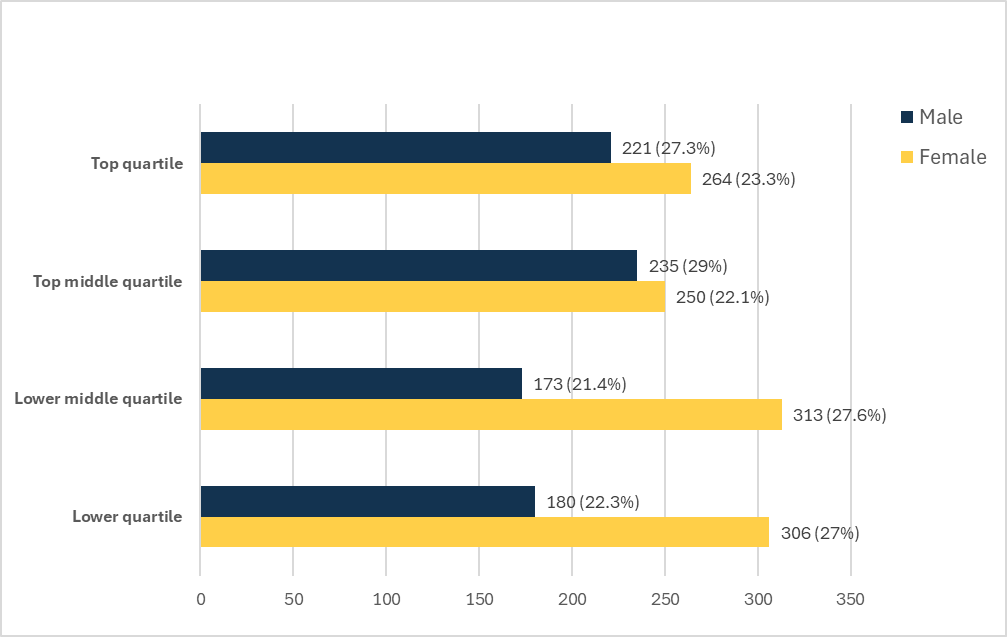 Male
Female
Top quartile
221 (27.3%)
264 (23.3%)
Top middle quartile
235 (29%)
250 (22.1%)
Lower middle quartile
173 (21.4%)
313 (27.6%)
Lower quartile
180 (22.3%)
306 (27%)
0 50 100 150 200 250 300 350